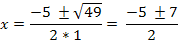 x = (−5 ±√49)/(2 * 1) = (−5 ± 7)/2